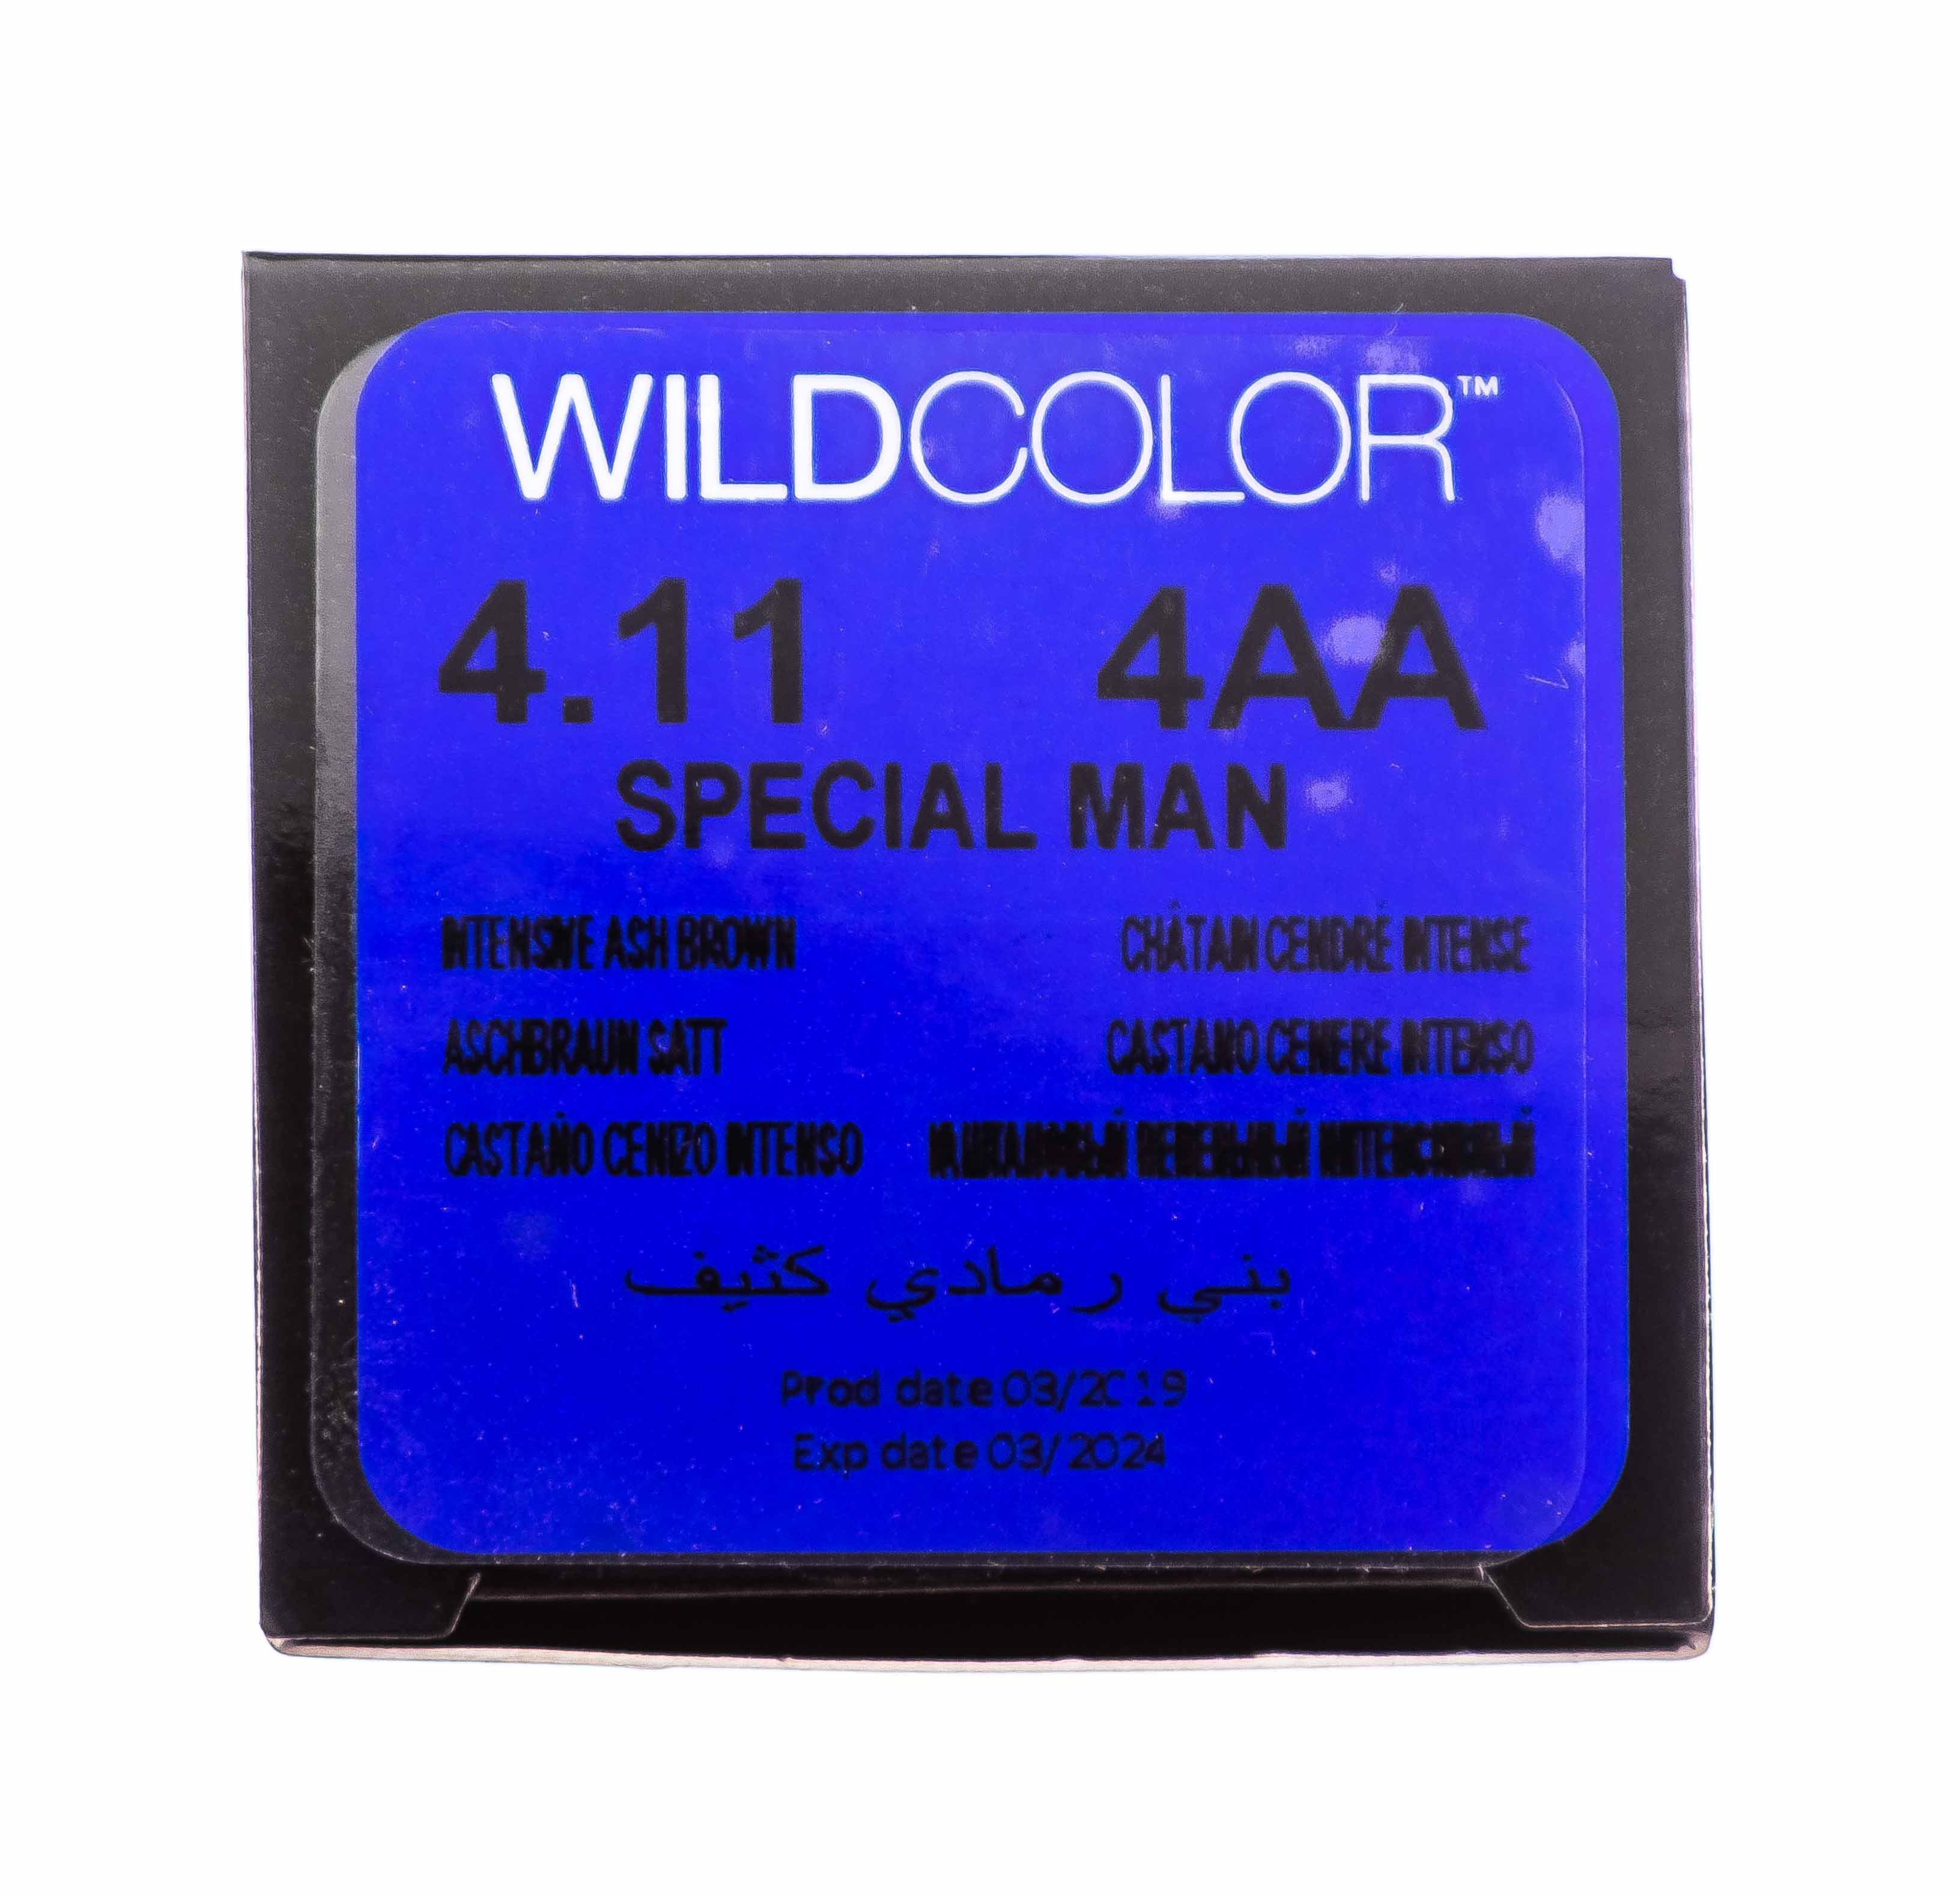 WILDCOLOR™
4.11 4AA
SPECIAL MAN
INTENSIVE ASH BROWN CHÂTAIN CENDRÉ INTENSE
ASCHBRAUN SATT CASTANO CENERE INTENSO
CASTAÑO CENIZO INTENSO
بني رمادي كثيف
Prod date 03/2019
Exp date 03/2024